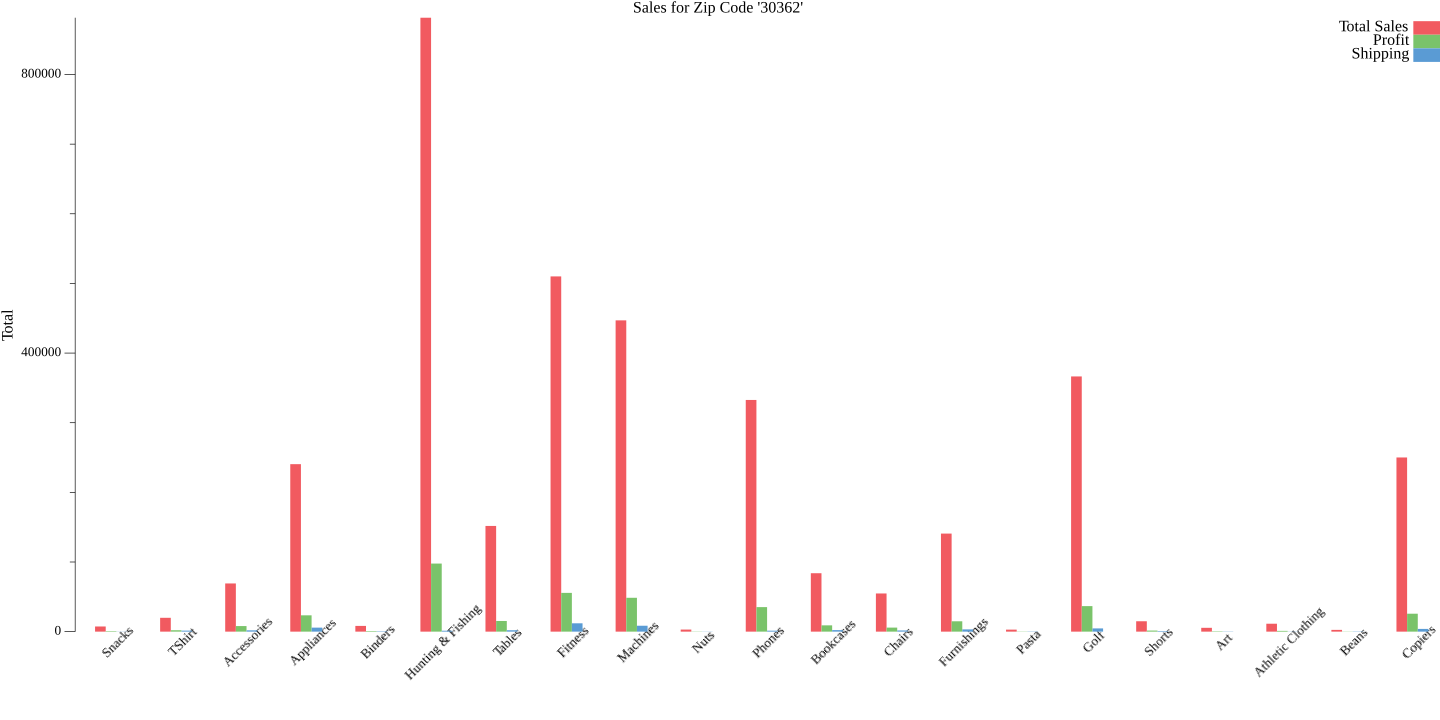 Sales for Zip Code '30362'
Total Sales
Profit
Shipping
Total
800000
400000
0
Snacks
TShirt
Accessories
Appliances
Binders
Hunting & Fishing
Tables
Fitness
Machines
Nuts
Phones
Bookcases
Chairs
Furnishings
Pasta
Golf
Shorts
Art
Athletic Clothing
Beans
Copiers